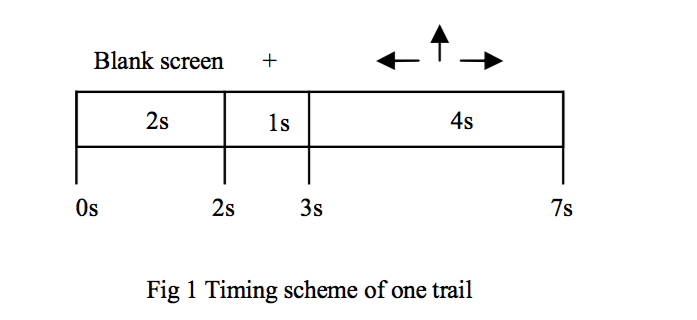 Blank screen +
2s 1s 4s
0s 2s 3s 7s
Fig 1 Timing scheme of one trail